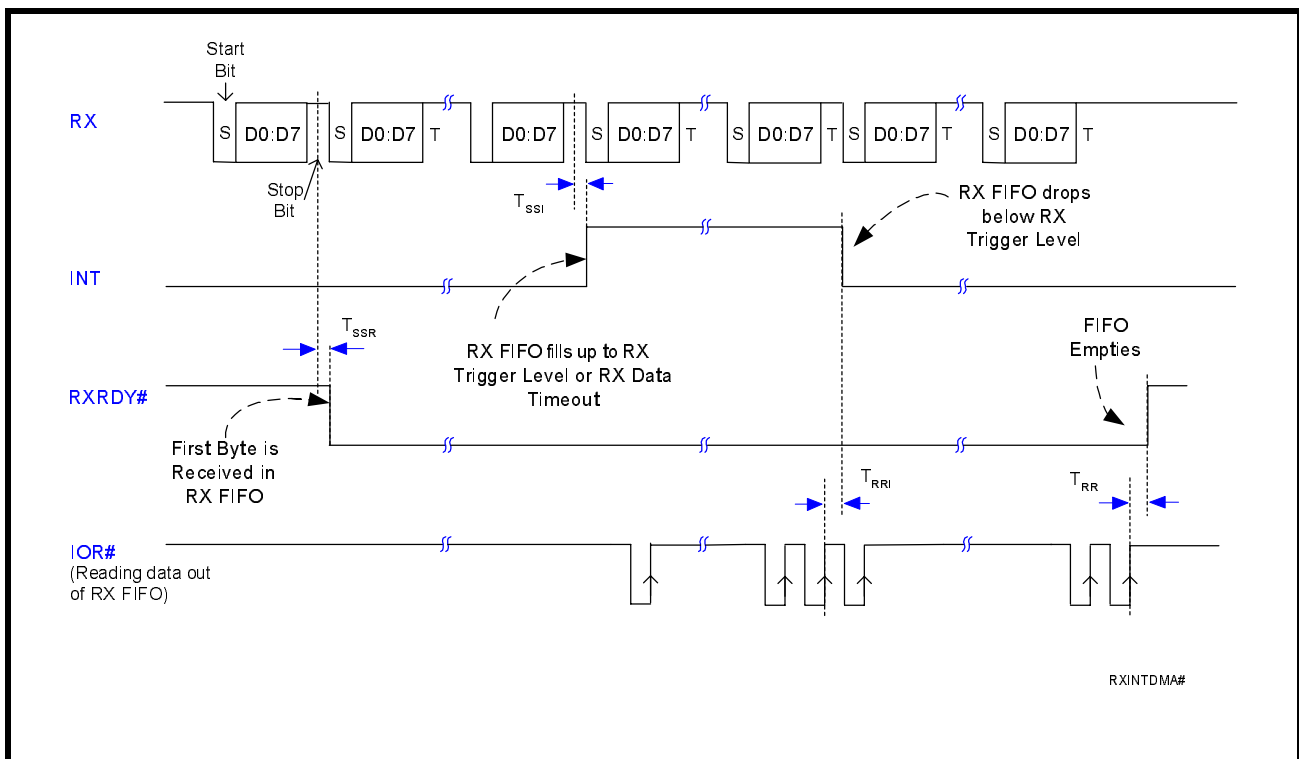 Start
Bit
RX
S D0:D7 S D0:D7 T D0:D7 S D0:D7 T S D0:D7 T S D0:D7 T S D0:D7 T
Stop
Bit
TSSI
RX FIFO drops
below RX
Trigger Level
INT
TSSR
RX FIFO fills up to RX
Trigger Level or RX Data
Timeout
FIFO
Empties
RXRDY#
First Byte is
Received in
RX FIFO
TRRI
TRR
IOR#
(Reading data out
of RX FIFO)
RXINTDMA#